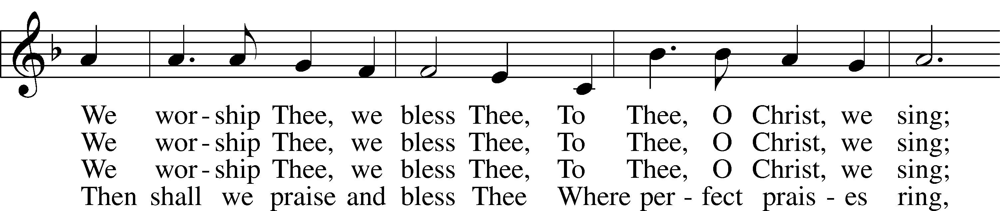 We wor - ship Thee, we bless Thee, To Thee, O Christ, we sing;
We wor - ship Thee, we bless Thee, To Thee, O Christ, we sing;
We wor - ship Thee, we bless Thee, To Thee, O Christ, we sing;
Then shall we praise and bless Thee Where per - fect prais - es ring,